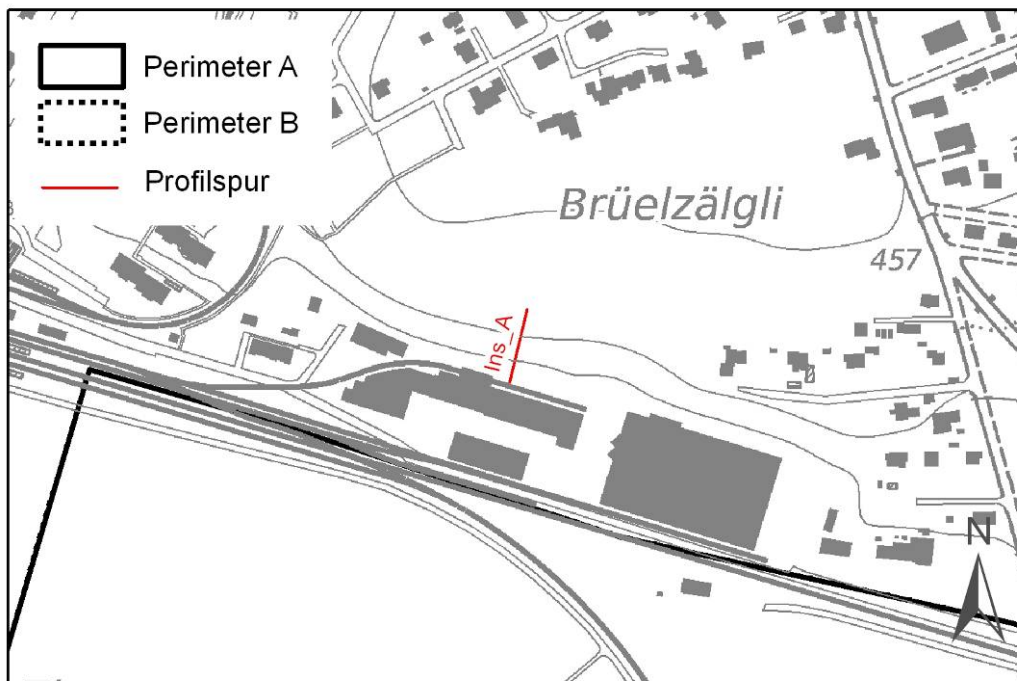 Perimeter A
Perimeter B
Profilspur
Brüelzälgli
457
Ins_A
N